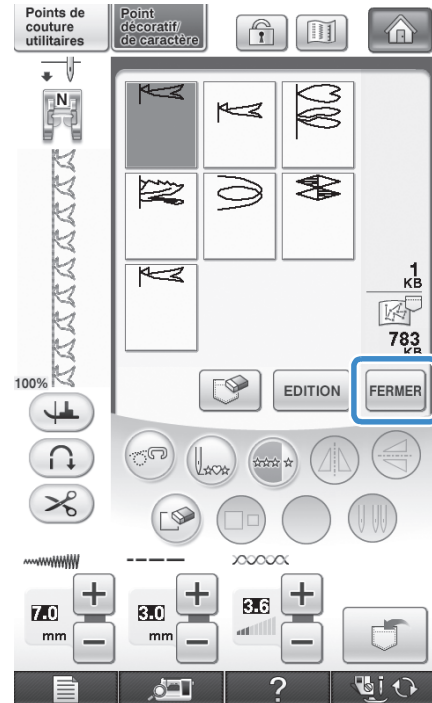 Points de
couture
utilitaires
Point
décoratif/
de caractère
N
1
KB
783
KB
100%
EDITION
FERMER
7.0
mm
3.0
mm
3.6
?